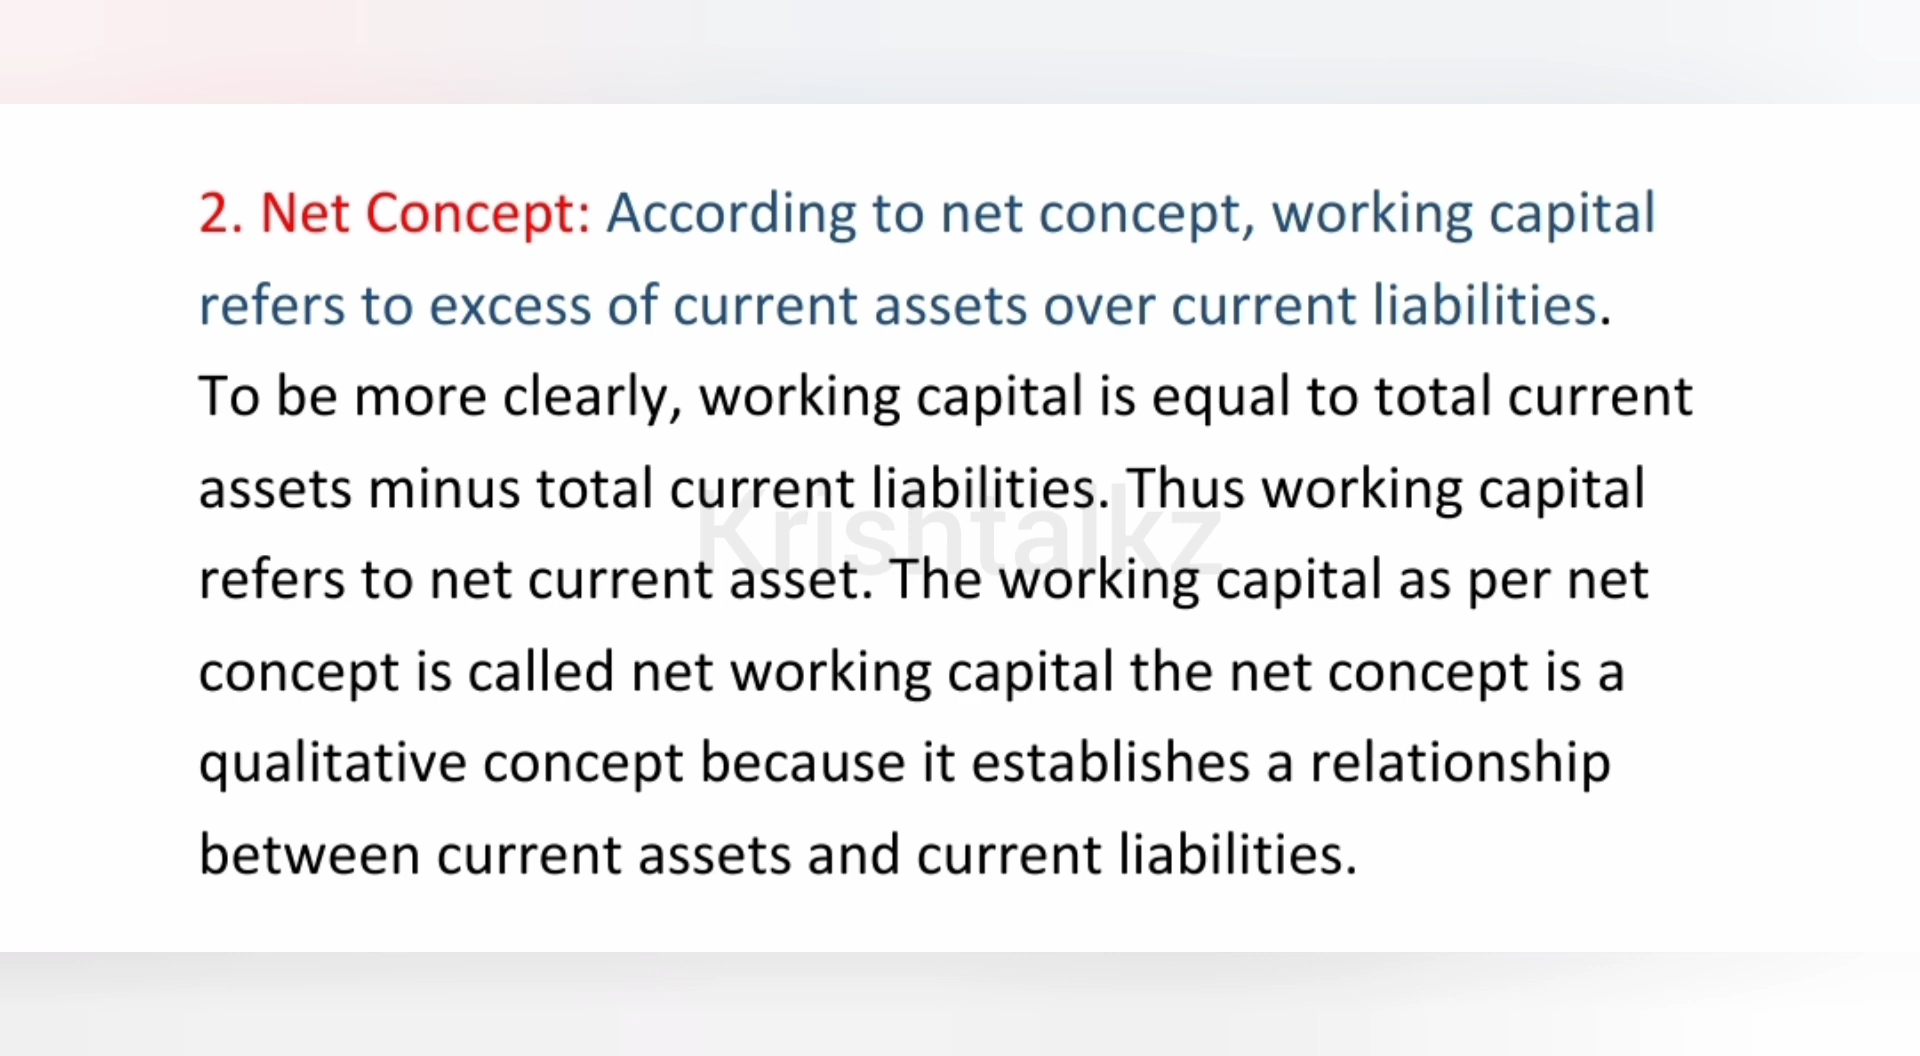 2. Net Concept: According to net concept, working capital
refers to excess of current assets over current liabilities.
To be more clearly, working capital is equal to total current
assets minus total current liabilities. Thus working capital
Krishtalkz
refers to net current asset. The working capital as per net
concept is called net working capital the net concept is a
qualitative concept because it establishes a relationship
between current assets and current liabilities.